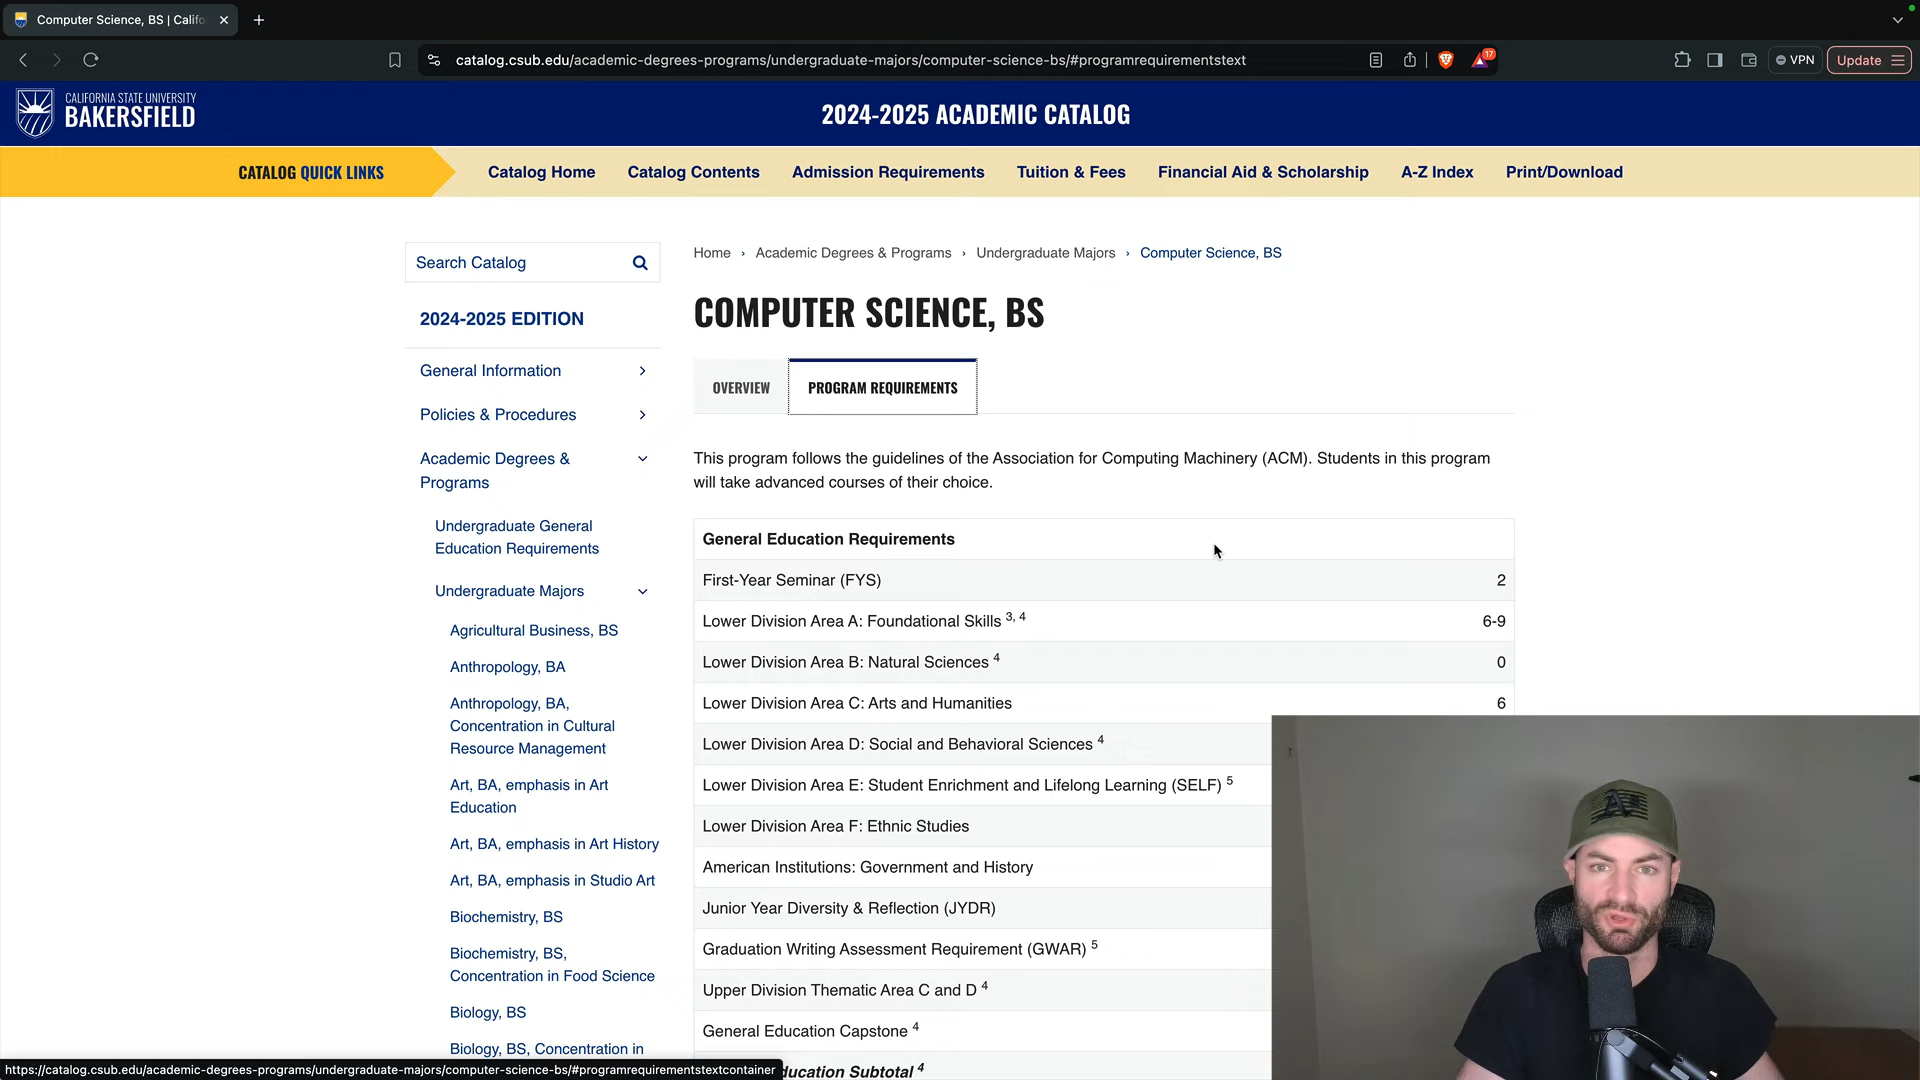 Computer Science, BS | Califo
catalog.csub.edu/academic-degrees-programs/undergraduate-majors/computer-science-bs/#programrequirementstext
17
VPN
Update
CALIFORNIA STATE UNIVERSITY
BAKERSFIELD
2024-2025 ACADEMIC CATALOG
CATALOG QUICK LINKS
Catalog Home
Catalog Contents
Admission Requirements
Tuition & Fees
Financial Aid & Scholarship
A-Z Index
Print/Download
Search Catalog
2024-2025 EDITION
General Information
Policies & Procedures
Academic Degrees &
Programs
Undergraduate General
Education Requirements
Undergraduate Majors
Agricultural Business, BS
Anthropology, BA
Anthropology, BA,
Concentration in Cultural
Resource Management
Art, BA, emphasis in Art
Education
Art, BA, emphasis in Art History
Art, BA, emphasis in Studio Art
Biochemistry, BS
Biochemistry, BS,
Concentration in Food Science
Biology, BS
Biology, BS, Concentration in
Home › Academic Degrees & Programs › Undergraduate Majors › Computer Science, BS
COMPUTER SCIENCE, BS
OVERVIEW
PROGRAM REQUIREMENTS
This program follows the guidelines of the Association for Computing Machinery (ACM). Students in this program
will take advanced courses of their choice.
General Education Requirements
First-Year Seminar (FYS) 2
Lower Division Area A: Foundational Skills 3, 4 6-9
Lower Division Area B: Natural Sciences 4 0
Lower Division Area C: Arts and Humanities 6
Lower Division Area D: Social and Behavioral Sciences 4
Lower Division Area E: Student Enrichment and Lifelong Learning (SELF) 5
Lower Division Area F: Ethnic Studies
American Institutions: Government and History
Junior Year Diversity & Reflection (JYDR)
Graduation Writing Assessment Requirement (GWAR) 5
Upper Division Thematic Area C and D 4
General Education Capstone 4
ducation Subtotal 4
https://catalog.csub.edu/academic-degrees-programs/undergraduate-majors/computer-science-bs/#programrequirementstextcontainer